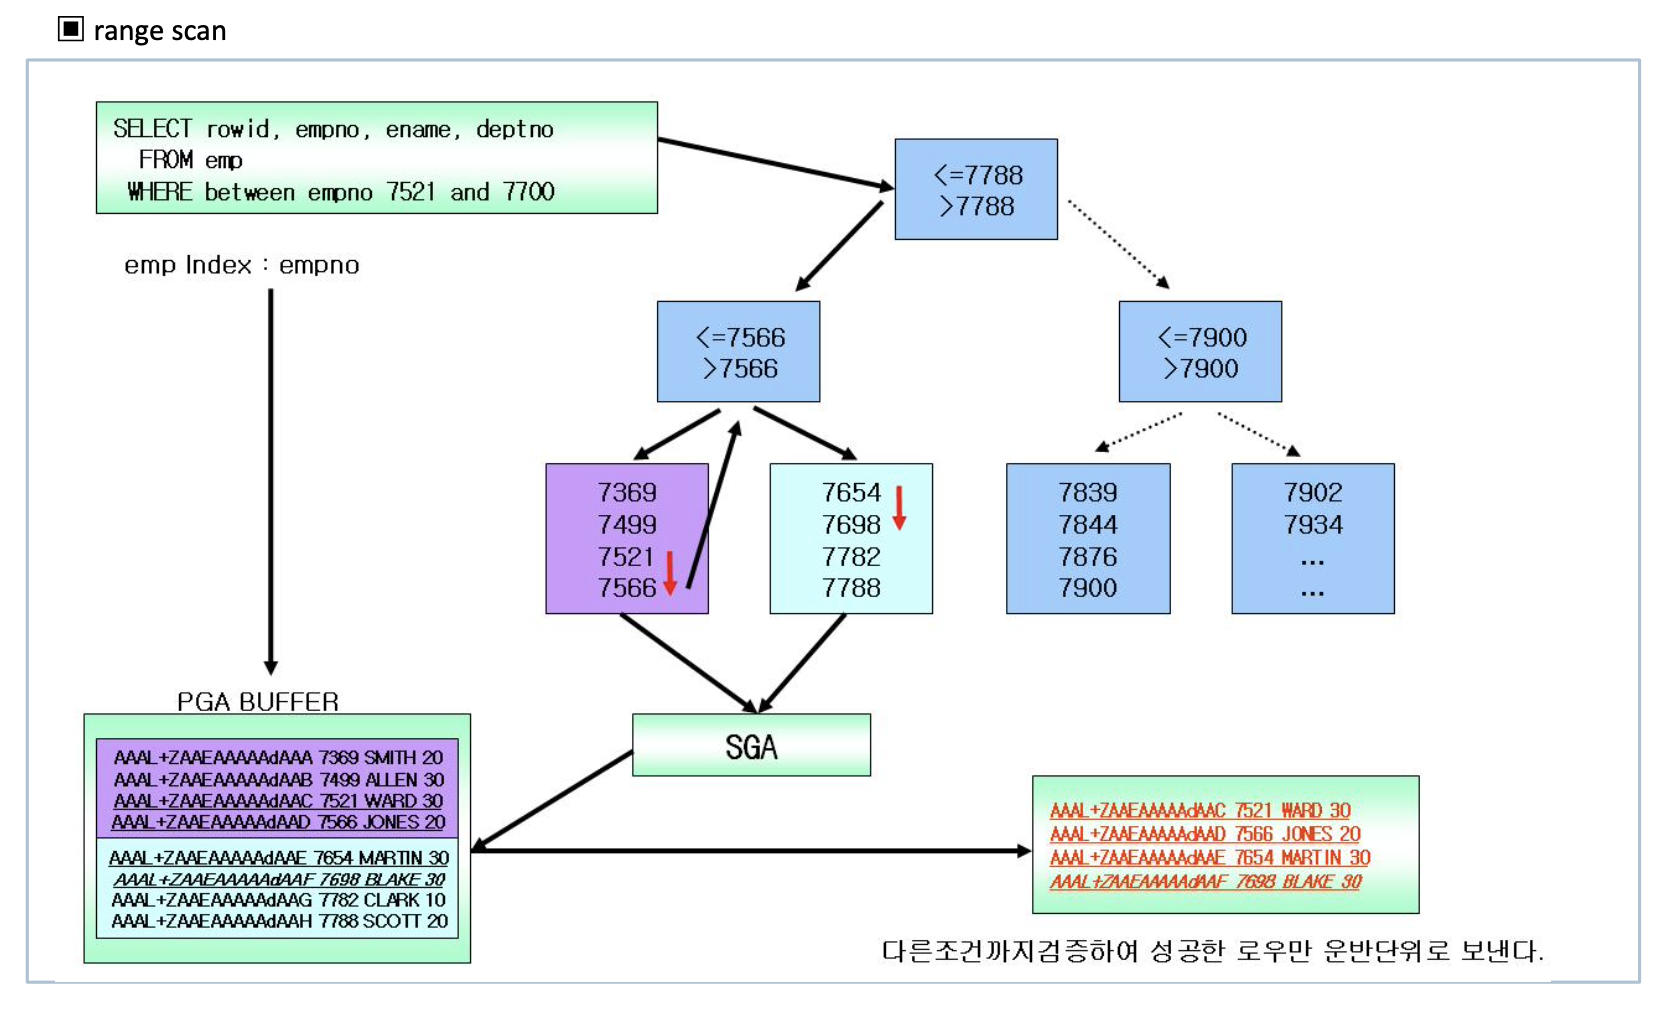 ▣ range scan
SELECT rowid, empno, ename, deptno
FROM emp
WHERE between empno 7521 and 7700
emp Index : empno
<=7788
>7788
<=7566
>7566
<=7900
>7900
7369
7499
7521
7566
7654
7698
7782
7788
7839
7844
7876
7900
7902
7934
...
...
SGA
PGA BUFFER
AAAL+ZAAEAAAAAdAAA 7369 SMITH 20
AAAL+ZAAEAAAAAdAAB 7499 ALLEN 30
AAAL+ZAAEAAAAAdAAC 7521 WARD 30
AAAL+ZAAEAAAAAdAAD 7566 JONES 20
AAAL+ZAAEAAAAAdAAE 7654 MARTIN 30
AAAL+ZAAEAAAAAdAAF 7698 BLAKE 30
AAAL+ZAAEAAAAAdAAG 7782 CLARK 10
AAAL+ZAAEAAAAAdAAH 7788 SCOTT 20
AAAL+ZAAEAAAAAdAAC 7521 WARD 30
AAAL+ZAAEAAAAAdAAD 7566 JONES 20
AAAL+ZAAEAAAAAdAAE 7654 MARTIN 30
AAAL+ZAAEAAAAAdAAF 7698 BLAKE 30
다른조건까지검증하여 성공한 로우만 운반단위로 보낸다.